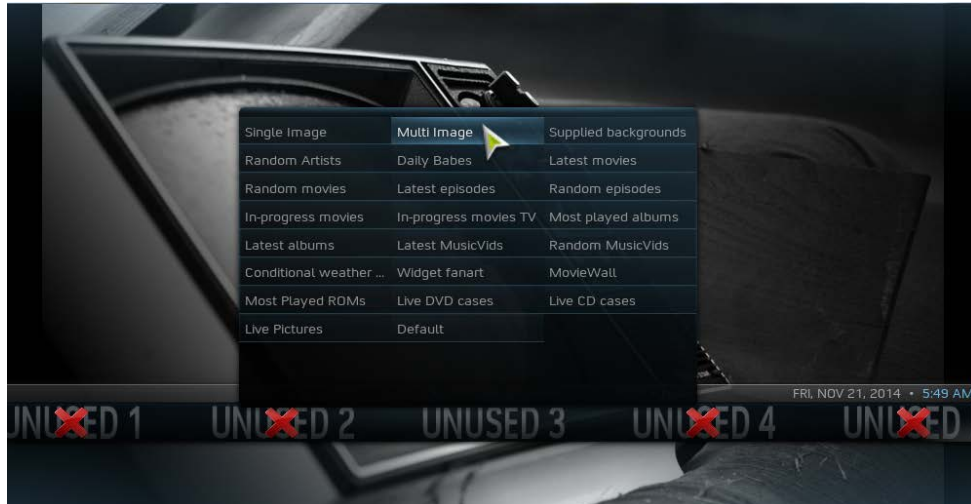 Single Image Multi Image Supplied backgrounds
Random Artists Daily Babes Latest movies
Random movies Latest episodes Random episodes
In-progress movies In-progress movies TV Most played albums
Latest albums Latest MusicVids Random MusicVids
Conditional weather ... Widget fanart MovieWall
Most Played ROMs Live DVD cases Live CD cases
Live Pictures Default
FRI, NOV 21, 2014 • 5:49 AM
UNUSED 1 UNUSED 2 UNUSED 3 UNUSED 4 UNUSED